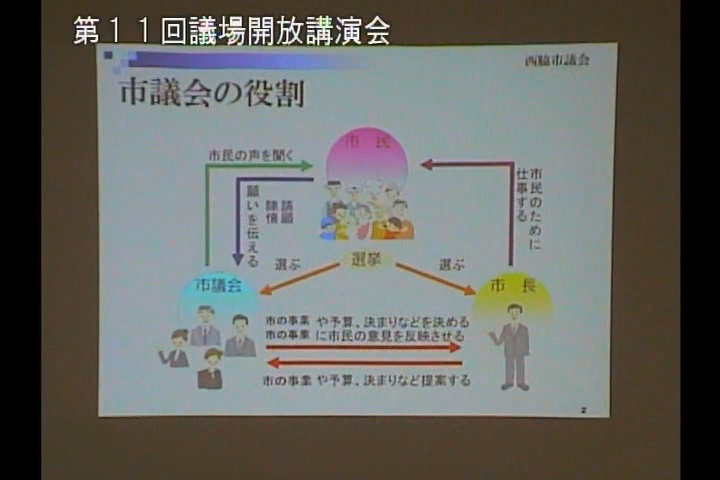 第１１回議場開放講演会
西脇市議会
市議会の役割
市　民
市民の声を聞く
願いを伝える
陳情
請願
市民のために
仕事する
選ぶ
選挙
選ぶ
市議会
市　長
市の事業 や予算、決まりなどを決める
市の事業 に市民の意見を反映させる
市の事業 や予算、決まりなど提案する
2